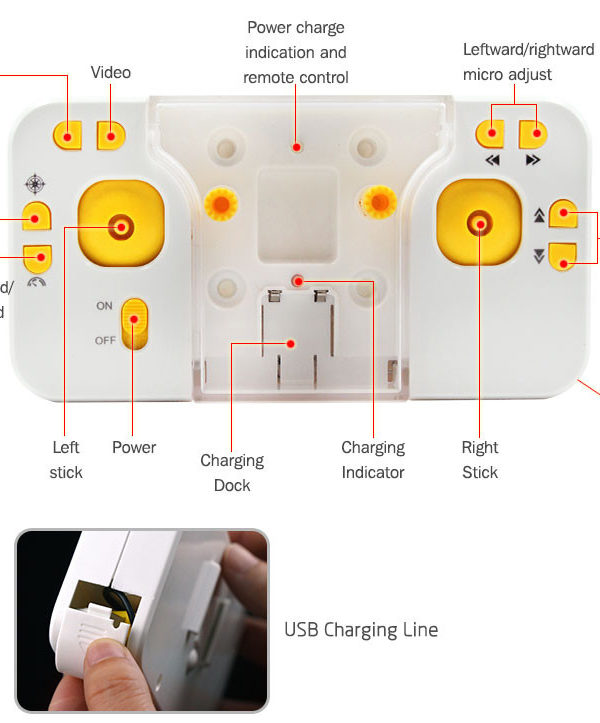 Power charge
indication and
remote control
Leftward/rightward
micro adjust
Video
d/
d
ON
OFF
Left
stick
Power
Charging
Dock
Charging
Indicator
Right
Stick
USB Charging Line